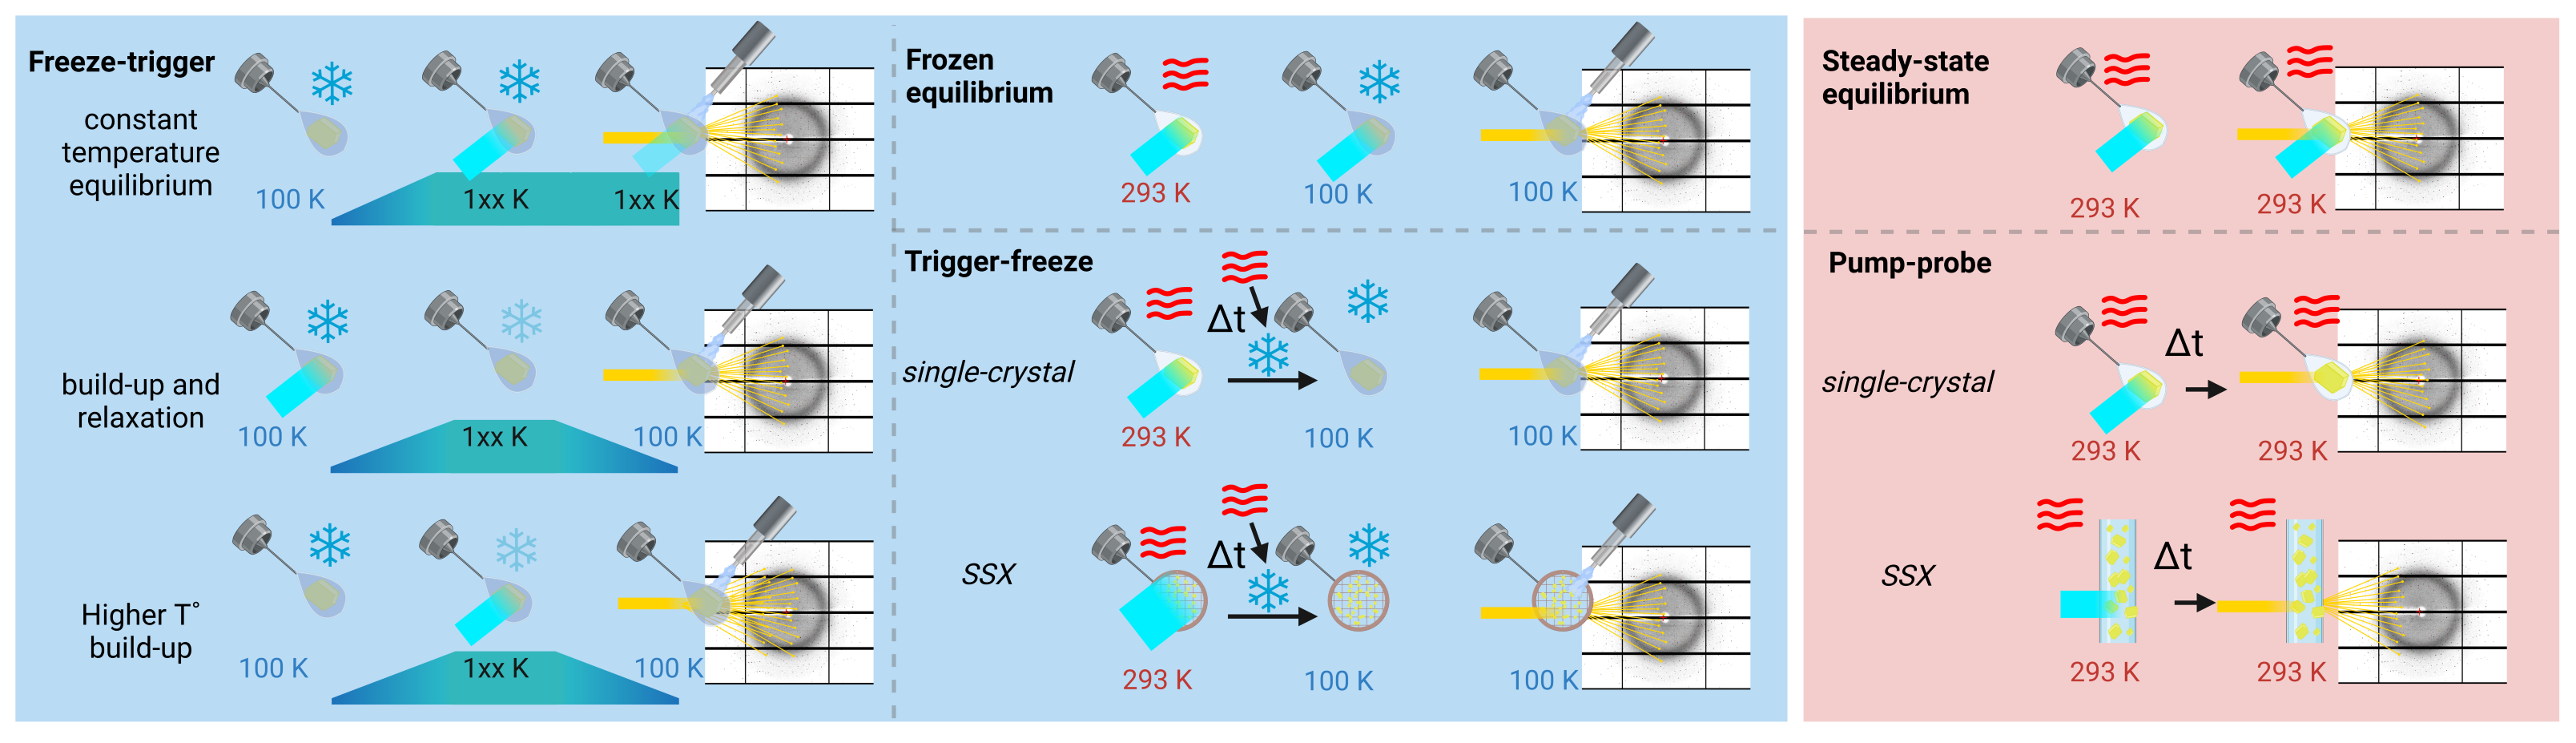 Freeze-trigger
constant
temperature
equilibrium
100 K
1xx K
1xx K
build-up and
relaxation
100 K
1xx K
100 K
Higher T°
build-up
100 K
1xx K
100 K
Frozen
equilibrium
293 K
100 K
100 K
Trigger-freeze
single-crystal
Δt
293 K
100 K
100 K
SSX
Δt
293 K
100 K
100 K
Steady-state
equilibrium
293 K
293 K
Pump-probe
single-crystal
Δt
293 K
293 K
SSX
Δt
293 K
293 K